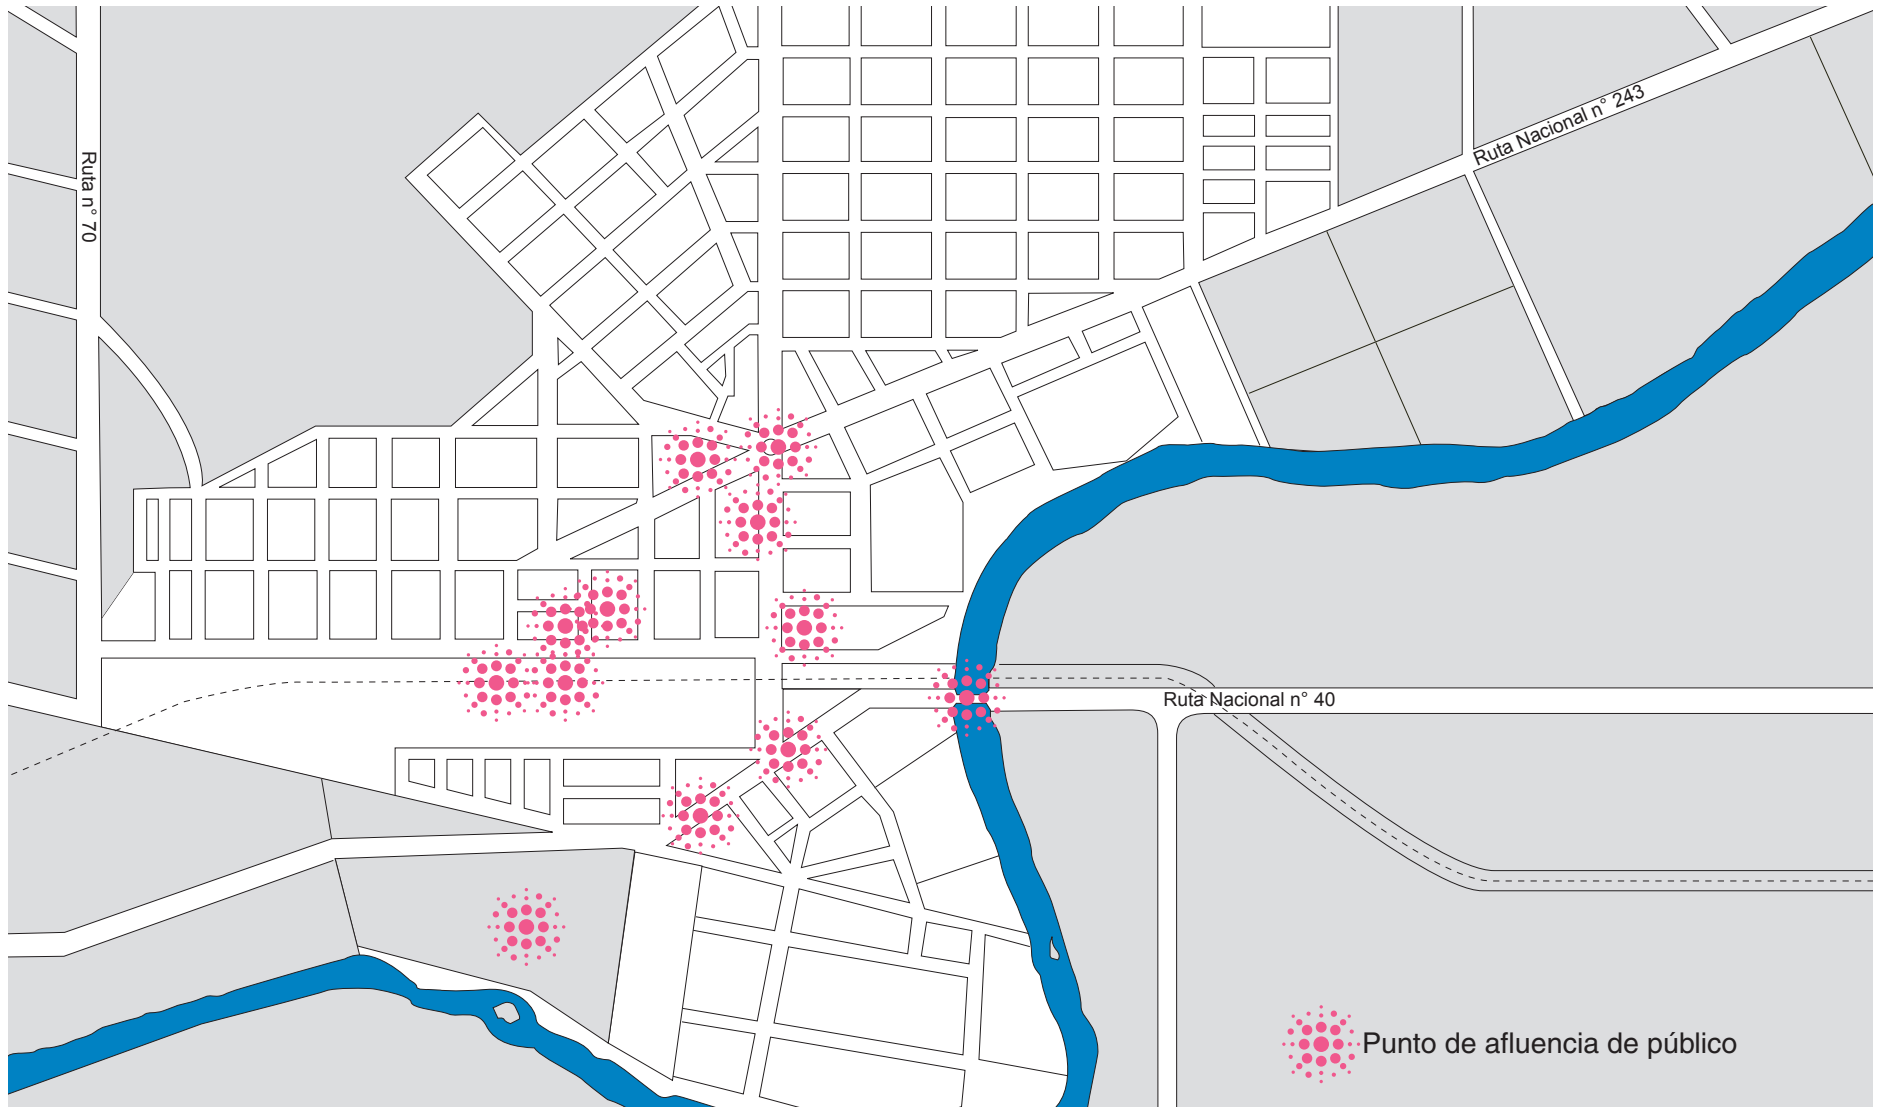 Ruta n° 70
Ruta Nacional n° 243
Ruta Nacional n° 40
Punto de afluencia de público